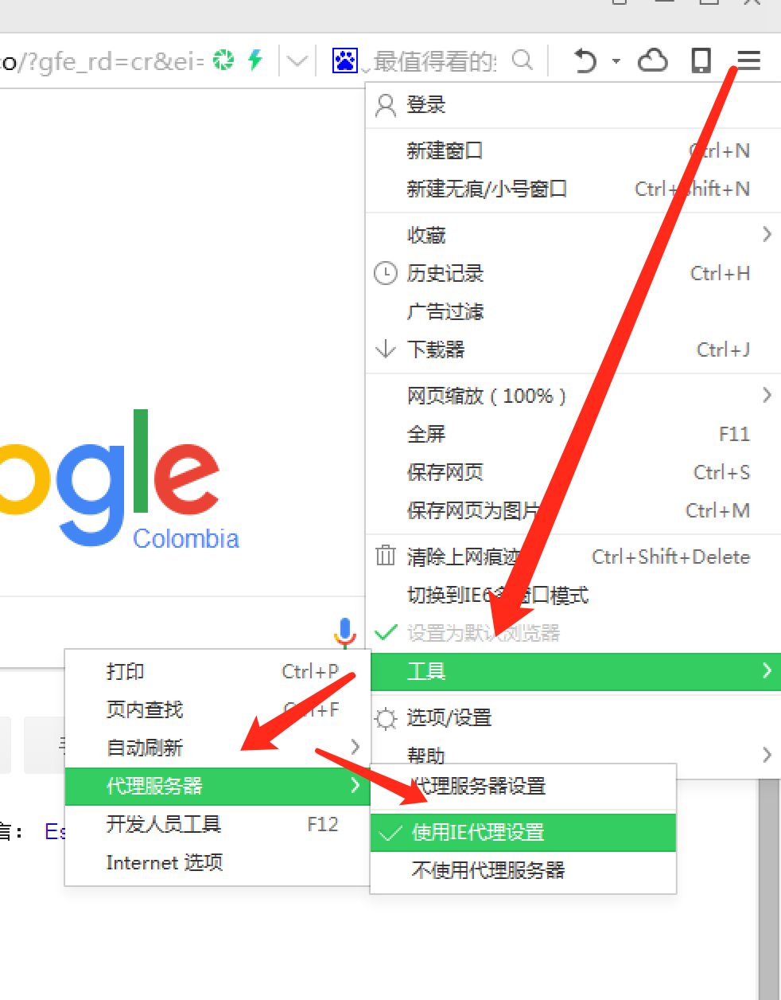 o/?gfe_rd=cr&ei=
最值得看的
登录
新建窗口 Ctrl+N
新建无痕/小号窗口 Ctrl+Shift+N
收藏
历史记录 Ctrl+H
广告过滤
下载器 Ctrl+J
网页缩放（100%）
全屏 F11
保存网页 Ctrl+S
保存网页为图片 Ctrl+M
清除上网痕迹 Ctrl+Shift+Delete
切换到IE6多窗口模式
设置为默认浏览器
工具
选项/设置
帮助
ogle
Colombia
打印 Ctrl+P
页内查找 Ctrl+F
自动刷新
代理服务器
开发人员工具 F12
Internet 选项
代理服务器设置
使用IE代理设置
不使用代理服务器
言： Es